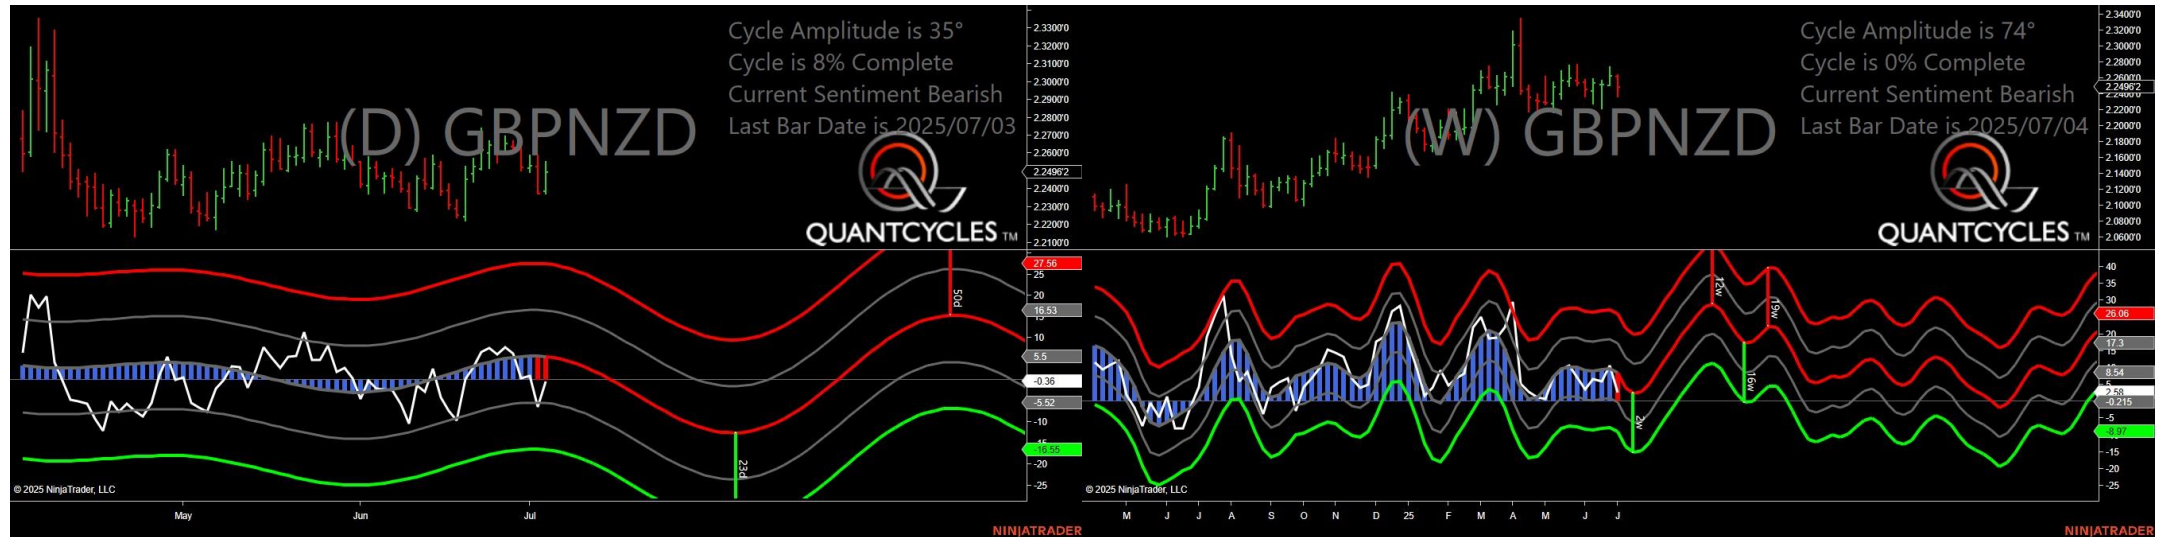 Cycle Amplitude is 35°
Cycle is 8% Complete
Current Sentiment Bearish
Last Bar Date is 2025/07/03
(D) GBPNZD
QUANTCYCLES TM
2.3300'0
2.3200'0
2.3100'0
2.3000'0
2.2900'0
2.2800'0
2.2700'0
2.2600'0
2.2496'2
2.2400'0
2.2300'0
2.2200'0
2.2100'0
27.56
25
20
16.53
15
10
5.5
-0.36
-5.52
-10
-16.55
-20
-25
50d
23d
© 2025 NinjaTrader, LLC
May Jun Jul
NINJATRADER
Cycle Amplitude is 74°
Cycle is 0% Complete
Current Sentiment Bearish
Last Bar Date is 2025/07/04
(W) GBPNZD
QUANTCYCLES TM
2.3400'0
2.3200'0
2.3000'0
2.2800'0
2.2600'0
2.2496'2
2.2200'0
2.2000'0
2.1800'0
2.1600'0
2.1400'0
2.1200'0
2.1000'0
2.0800'0
2.0600'0
40
35
30
26.06
20
17.3
15
8.54
5
2.58
-0.215
-5
-8.97
-15
-20
-25
12w
19w
16w
2w
© 2025 NinjaTrader, LLC
M J J A S O N D 25 F M A M J J
NINJATRADER